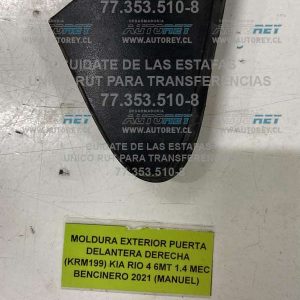 DESARMADURIA
AUTOREY
WWW.AUTOREY.CL
77.353.510-8
CUIDATE DE LAS ESTAFAS
UNICO RUT PARA TRANSFERENCIAS
77.353.510-8
DESARMADURIA
AUTOREY
WWW.AUTOREY.CL
CUIDATE DE LAS ESTAFAS
UNICO RUT PARA TRANSFERENCIAS
77.353.510-8
MOLDURA EXTERIOR PUERTA
DELANTERA DERECHA
(KRM199) KIA RIO 4 6MT 1.4 MEC
BENCINERO 2021 (MANUEL)